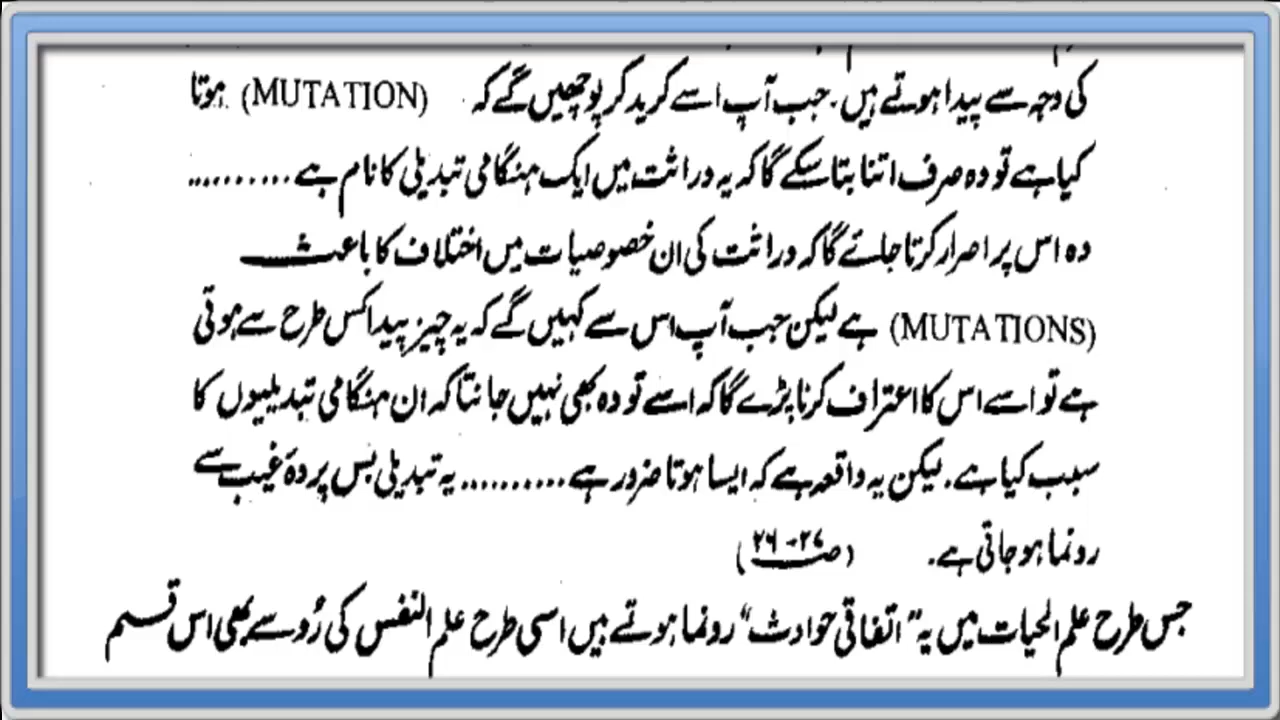 کی وجہ سے پیدا ہوتے ہیں۔ جب آپ اسے کرید کر پوچھیں گے کہ (MUTATION) ہوتا
کیا ہے تو وہ صرف اتنا بتا سکے گا کہ یہ وراثت میں ایک ہنگامی تبدیلی کا نام ہے ..........
وہ اس پر اصرار کرتا جائے گا کہ وراثت کی ان خصوصیات میں اختلاف کا باعث
(MUTATIONS) ہے لیکن جب آپ اس سے کہیں گے کہ یہ چیز پیدا کس طرح سے ہوتی
ہے تو اسے اس کا اعتراف کرنا پڑے گا کہ اسے تو وہ بھی نہیں جانتا کہ ان ہنگامی تبدیلیوں کا
سبب کیا ہے۔ لیکن یہ واقعہ ہے کہ ایسا ہوتا ضرور ہے .......... یہ تبدیلی بس پردۂ غیب سے
رونما ہو جاتی ہے۔ (صـ ۲۷-۲۶)
جس طرح علم الحیات میں یہ "اتفاقی حوادث" رونما ہوتے ہیں اسی طرح علم النفس کی رُو سے بھی اس قسم